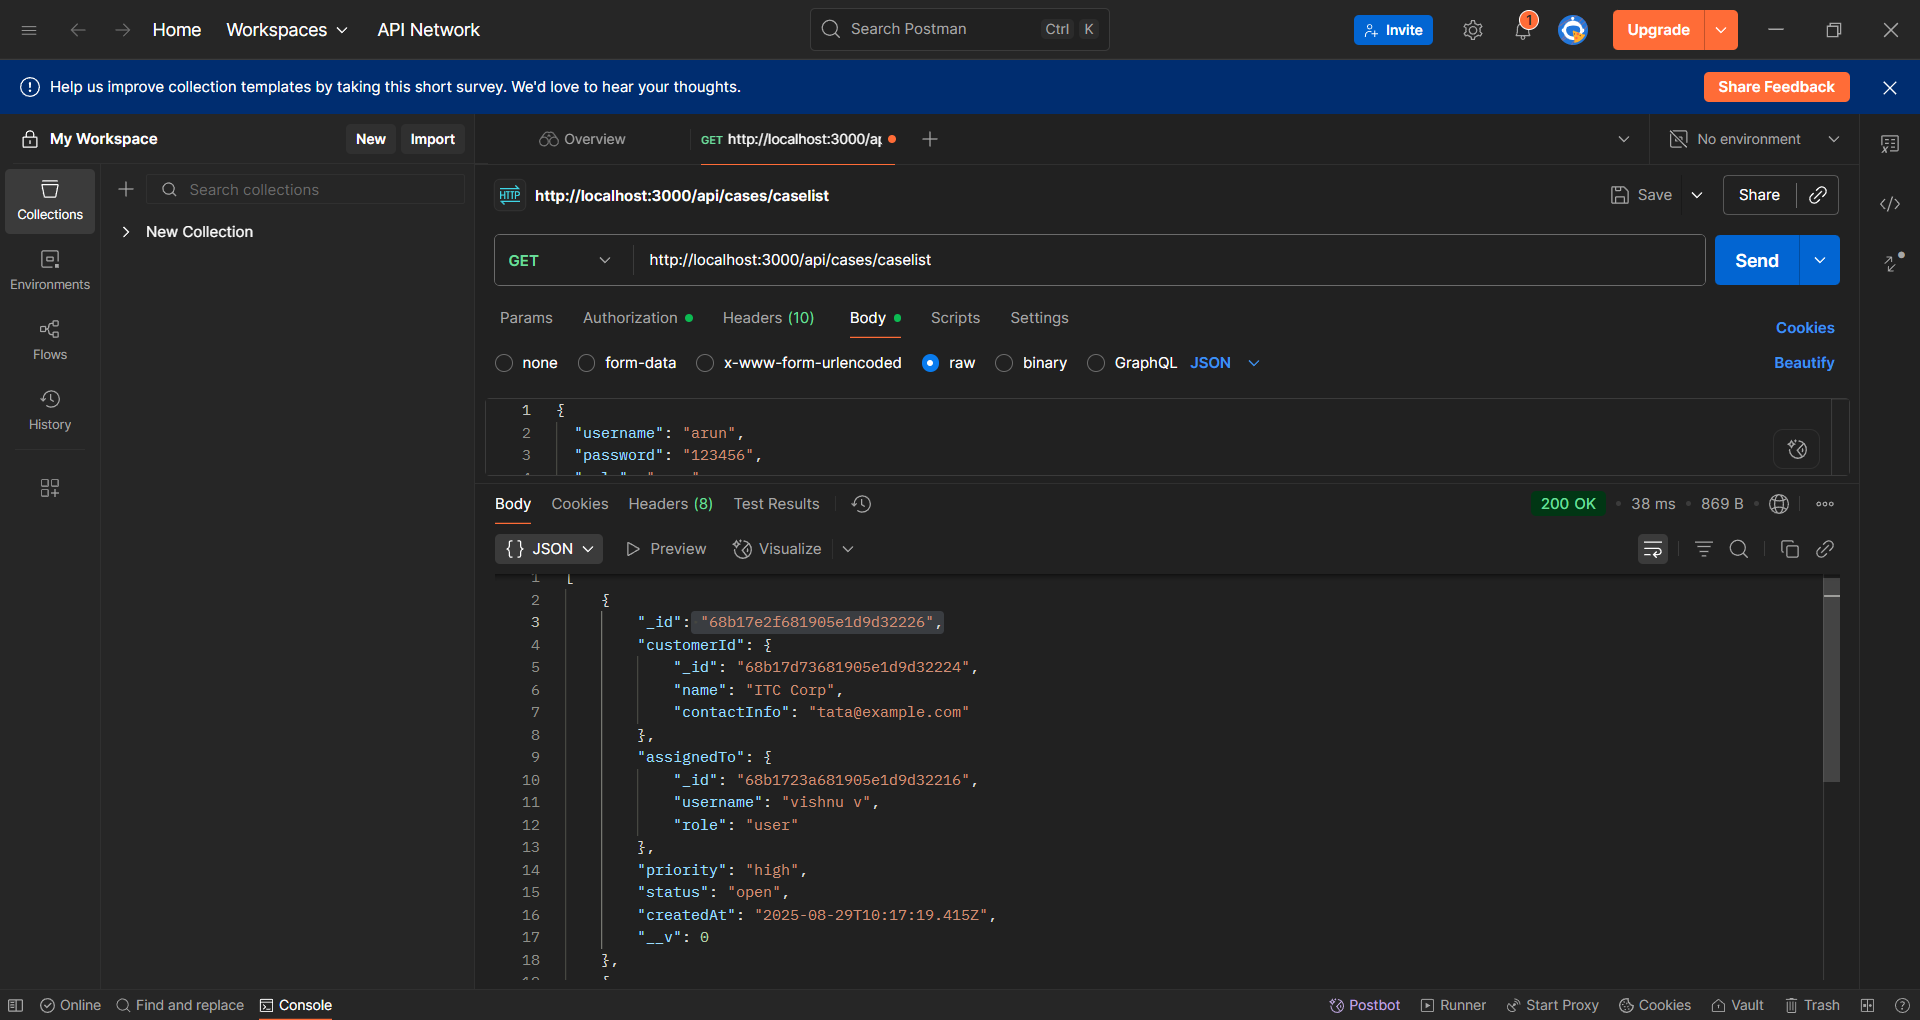 Home Workspaces API Network Search Postman Ctrl K Invite 1 Upgrade
Help us improve collection templates by taking this short survey. We'd love to hear your thoughts. Share Feedback
My Workspace New Import Overview GET http://localhost:3000/ap No environment
Collections
Search collections
HTTP http://localhost:3000/api/cases/caselist Save Share
New Collection
Environments
GET http://localhost:3000/api/cases/caselist Send
Flows
History
Params Authorization Headers (10) Body Scripts Settings Cookies
none form-data x-www-form-urlencoded raw binary GraphQL JSON Beautify
1 {
2 "username": "arun",
3 "password": "123456",
Body Cookies Headers (8) Test Results 200 OK • 38 ms • 869 B
{} JSON Preview Visualize
1 [
2 {
3 "_id": "68b17e2f681905e1d9d32226",
4 "customerId": {
5 "_id": "68b17d73681905e1d9d32224",
6 "name": "ITC Corp",
7 "contactInfo": "tata@example.com"
8 },
9 "assignedTo": {
10 "_id": "68b1723a681905e1d9d32216",
11 "username": "vishnu v",
12 "role": "user"
13 },
14 "priority": "high",
15 "status": "open",
16 "createdAt": "2025-08-29T10:17:19.415Z",
17 "__v": 0
18 },
Online Find and replace Console Postbot Runner Start Proxy Cookies Vault Trash